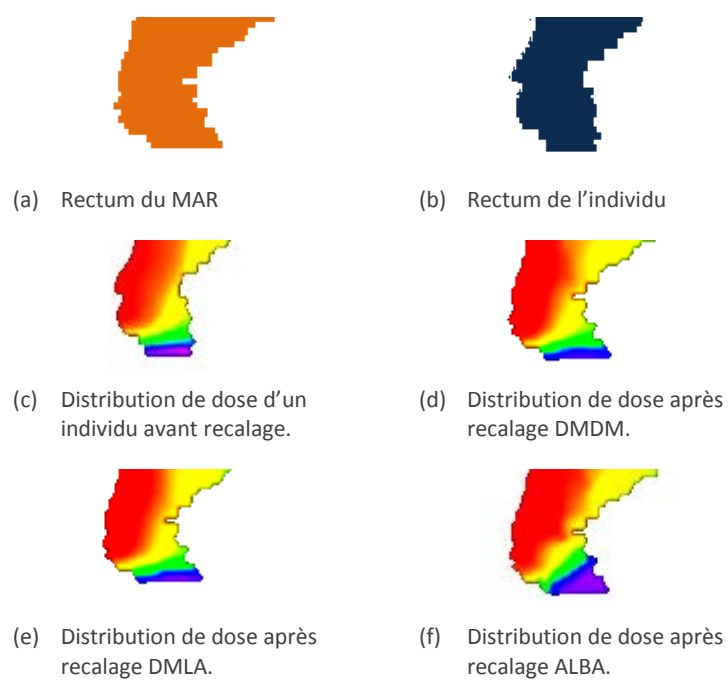 (a) Rectum du MAR
(b) Rectum de l’individu
(c) Distribution de dose d’un
individu avant recalage.
(d) Distribution de dose après
recalage DMDM.
(e) Distribution de dose après
recalage DMLA.
(f) Distribution de dose après
recalage ALBA.